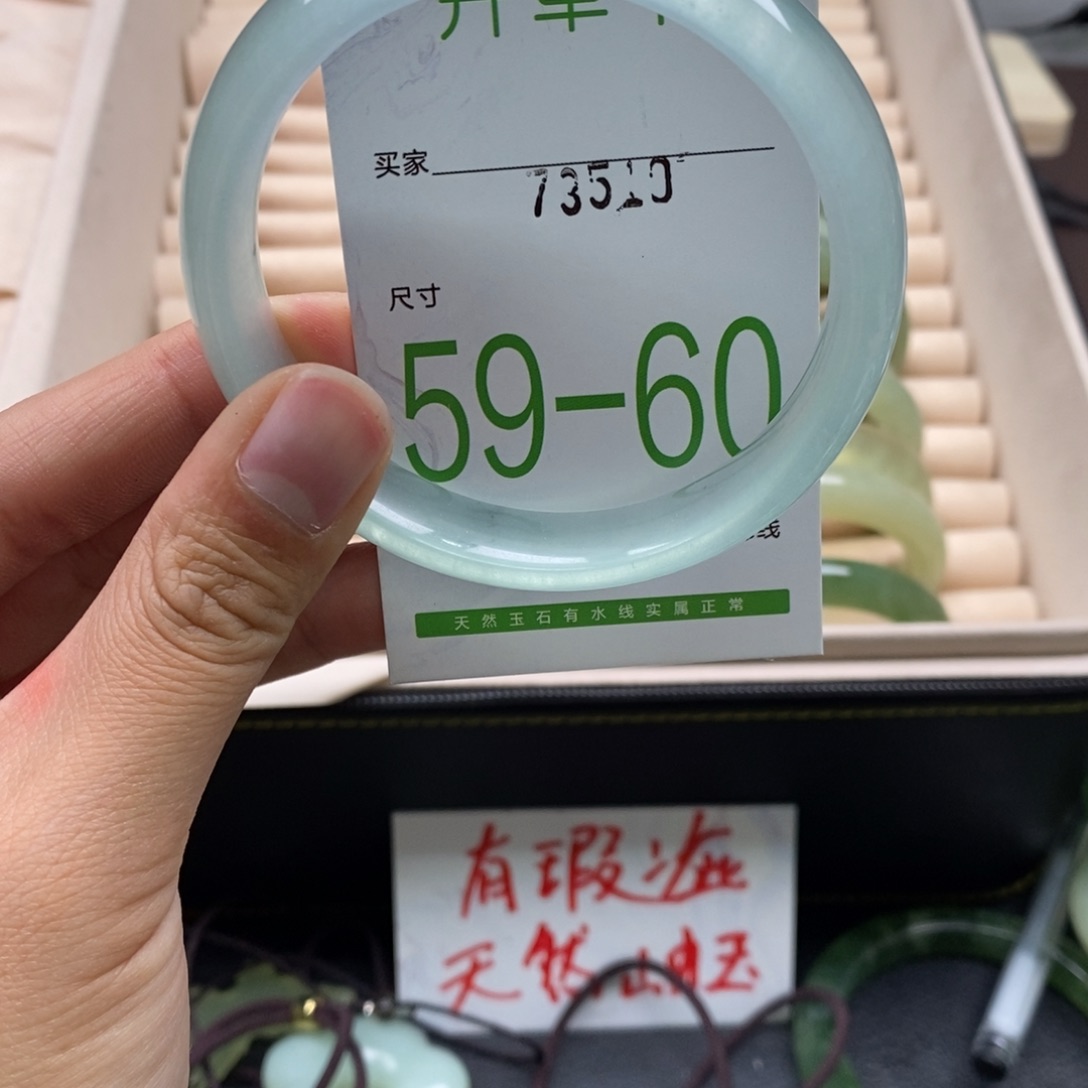 买家
73510
尺寸
59-60
线
天然玉石有水线实属正常
有瑕疵
天然岫玉